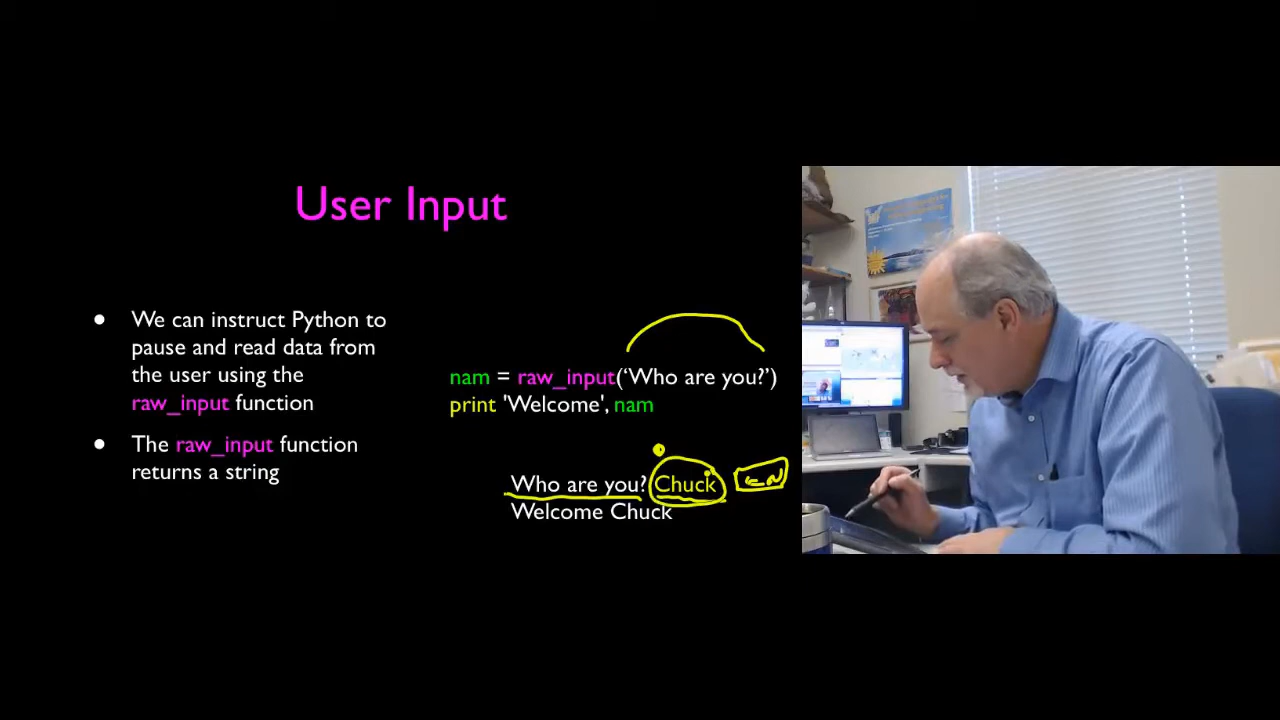 User Input
● We can instruct Python to
pause and read data from
the user using the
raw_input function
● The raw_input function
returns a string
nam = raw_input(‘Who are you?’)
print 'Welcome', nam
Who are you? Chuck
Welcome Chuck